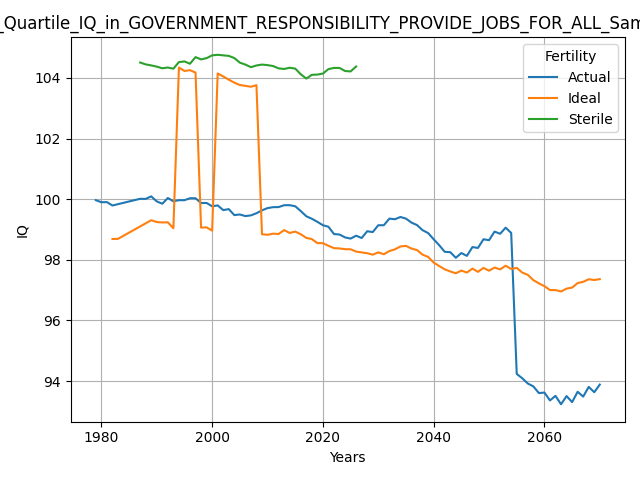 _Quartile_IQ_in_GOVERNMENT_RESPONSIBILITY_PROVIDE_JOBS_FOR_ALL_Sam
Fertility
Actual
Ideal
Sterile
IQ
104
102
100
98
96
94
1980
2000
2020
2040
2060
Years